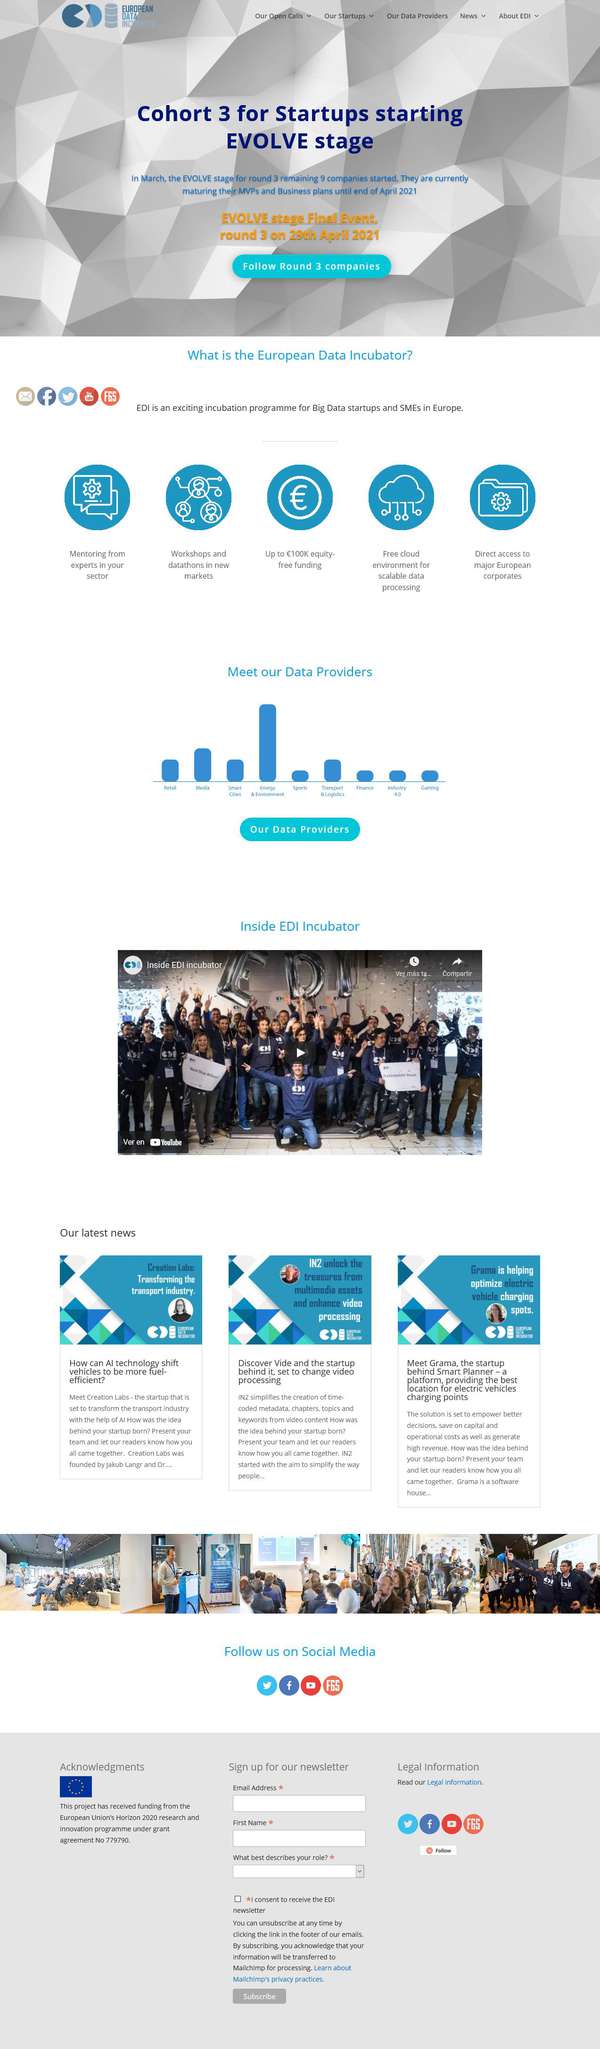 EUROPEAN
DATA
INCUBATOR
Our Open Calls
Our Startups
Our Data Providers
News
About EDI
Cohort 3 for Startups starting
EVOLVE stage
In March, the EVOLVE stage for round 3 remaining 9 companies started. They are currently
maturing their MVPs and Business plans until end of April 2021
EVOLVE stage Final Event,
round 3 on 29th April 2021
Follow Round 3 companies
What is the European Data Incubator?
F6S
EDI is an exciting incubation programme for Big Data startups and SMEs in Europe.
Mentoring from
experts in your
sector
Workshops and
datathons in new
markets
Up to €100K equity-
free funding
Free cloud
environment for
scalable data
processing
Direct access to
major European
corporates
Meet our Data Providers
Retail
Media
Smart
Cities
Energy
& Environment
Sports
Transport
& Logistics
Finance
Industry
4.0
Gaming
Our Data Providers
Inside EDI Incubator
Inside EDI incubator
Ver más ta...
Compartir
EDI
Ver en YouTube
Our latest news
Creation Labs:
Transforming the
transport industry.
EUROPEAN
DATA
INCUBATOR
How can AI technology shift
vehicles to be more fuel-
efficient?
Meet Creation Labs - the startup that is
set to transform the transport industry
with the help of AI How was the idea
behind your startup born? Present your
team and let our readers know how you
all came together.  Creation Labs was
founded by Jakub Langr and Dr....
IN2 unlock the
treasures from
multimedia assets
and enhance video
processing
EUROPEAN
DATA
INCUBATOR
Discover Vide and the startup
behind it, set to change video
processing
IN2 simplifies the creation of time-
coded metadata, chapters, topics and
keywords from video content How was
the idea behind your startup born?
Present your team and let our readers
know how you all came together. IN2
started with the aim to simplify the way
people...
Grama is helping
optimize electric
vehicle charging
spots.
EUROPEAN
DATA
INCUBATOR
Meet Grama, the startup
behind Smart Planner – a
platform, providing the best
location for electric vehicles
charging points
The solution is set to empower better
decisions, save on capital and
operational costs as well as generate
high revenue. How was the idea behind
your startup born? Present your team
and let our readers know how you all
came together.  Grama is a software
house...
Follow us on Social Media
F6S
Acknowledgments
This project has received funding from the
European Union's Horizon 2020 research and
innovation programme under grant
agreement No 779790.
Sign up for our newsletter
Email Address *
First Name *
What best describes your role? *
*I consent to receive the EDI
newsletter
You can unsubscribe at any time by
clicking the link in the footer of our emails.
By subscribing, you acknowledge that your
information will be transferred to
Mailchimp for processing. Learn about
Mailchimp's privacy practices.
Subscribe
Legal Information
Read our Legal information.
F6S
Follow